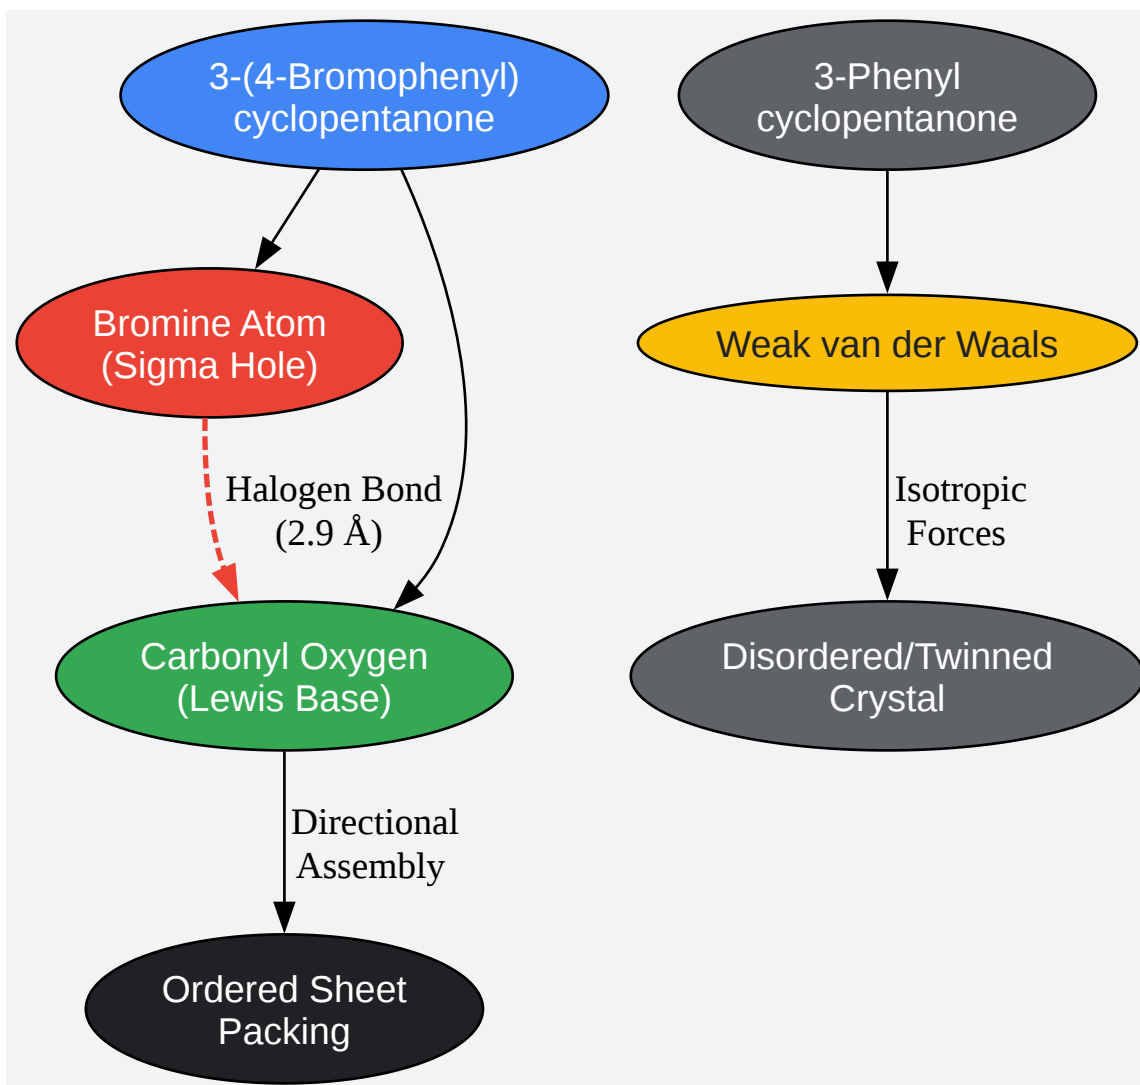 3-(4-Bromophenyl)
cyclopentanone
3-Phenyl
cyclopentanone
Bromine Atom
(Sigma Hole)
Weak van der Waals
Halogen Bond
(2.9 Å)
Isotropic
Forces
Carbonyl Oxygen
(Lewis Base)
Disordered/Twinned
Crystal
Directional
Assembly
Ordered Sheet
Packing